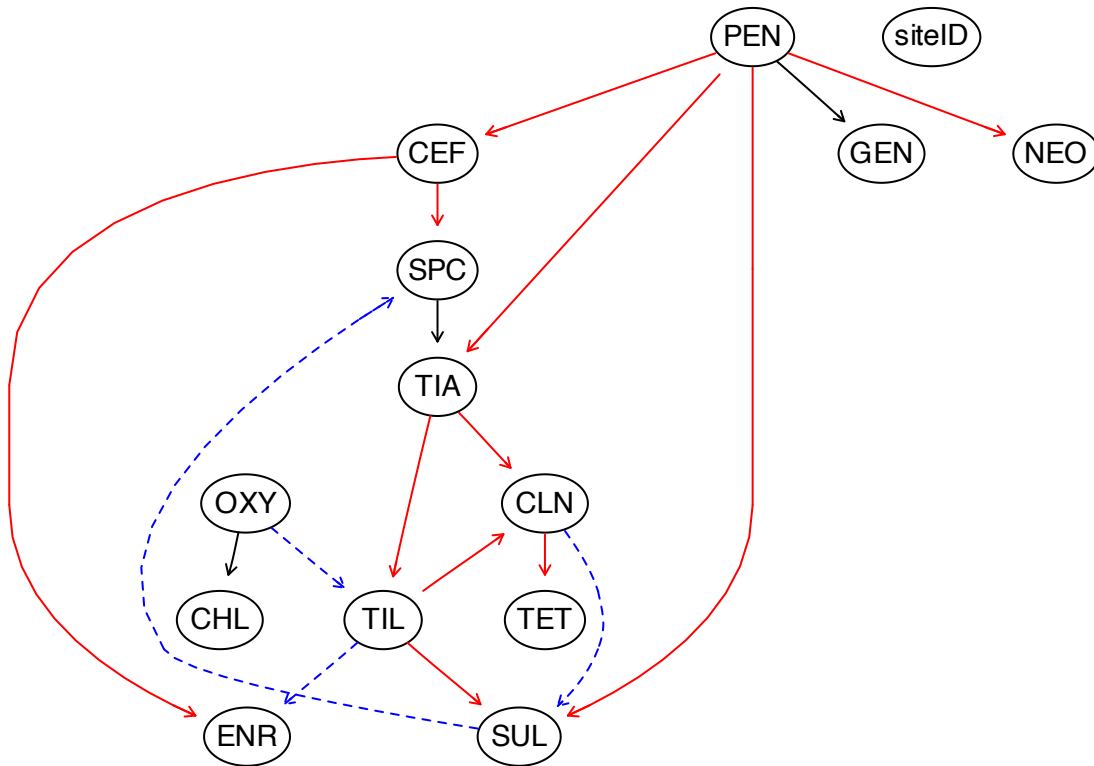 PEN
siteID
CEF
GEN
NEO
SPC
TIA
OXY
CLN
CHL
TIL
TET
ENR
SUL